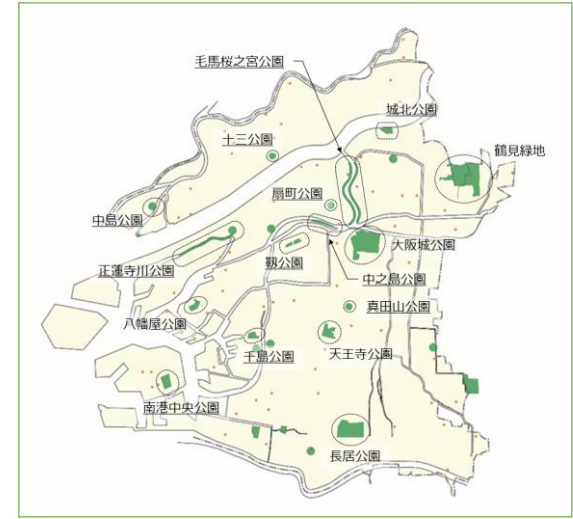 毛馬桜之宮公園
城北公園
十三公園
鶴見緑地
扇町公園
中島公園
大阪城公園
正蓮寺川公園
靱公園
中之島公園
八幡屋公園
真田山公園
千島公園
天王寺公園
南港中央公園
長居公園